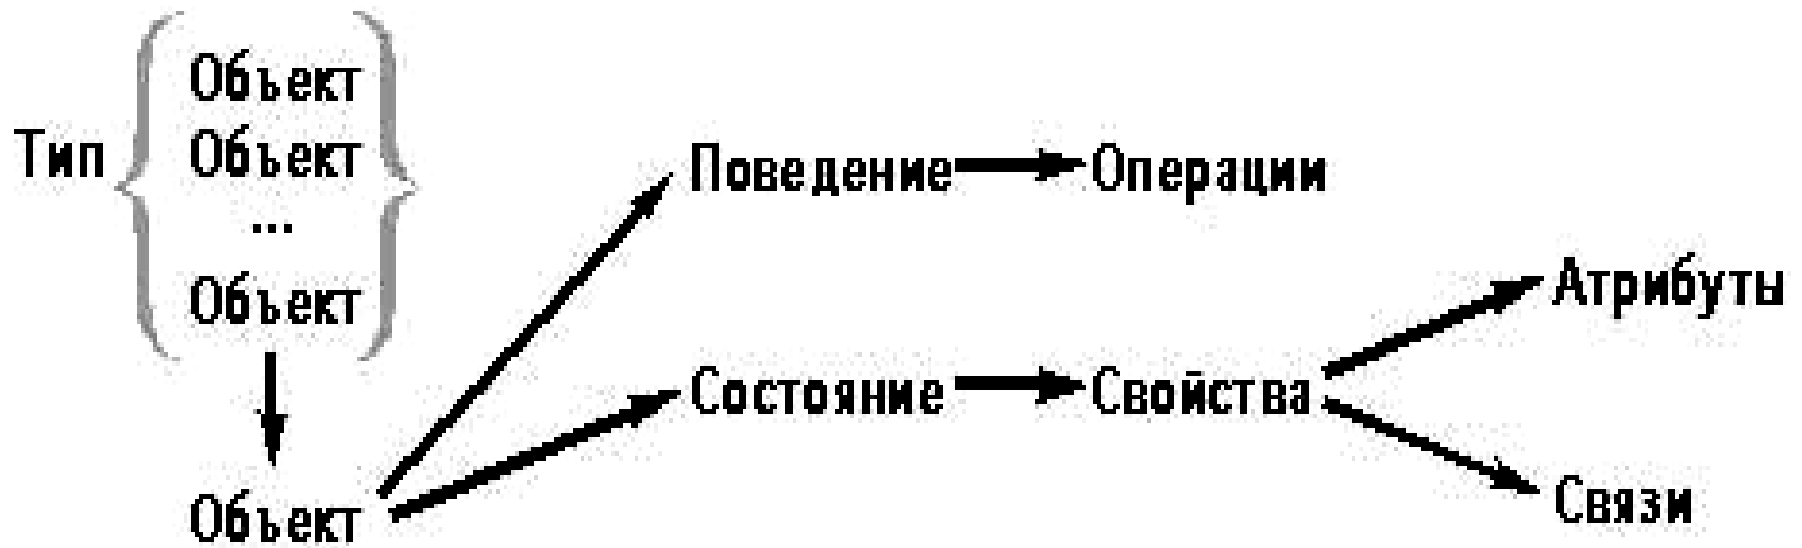 Объект
Тип
Объект
...
Объект
Объект
Поведение
Операции
Состояние
Свойства
Атрибуты
Связи